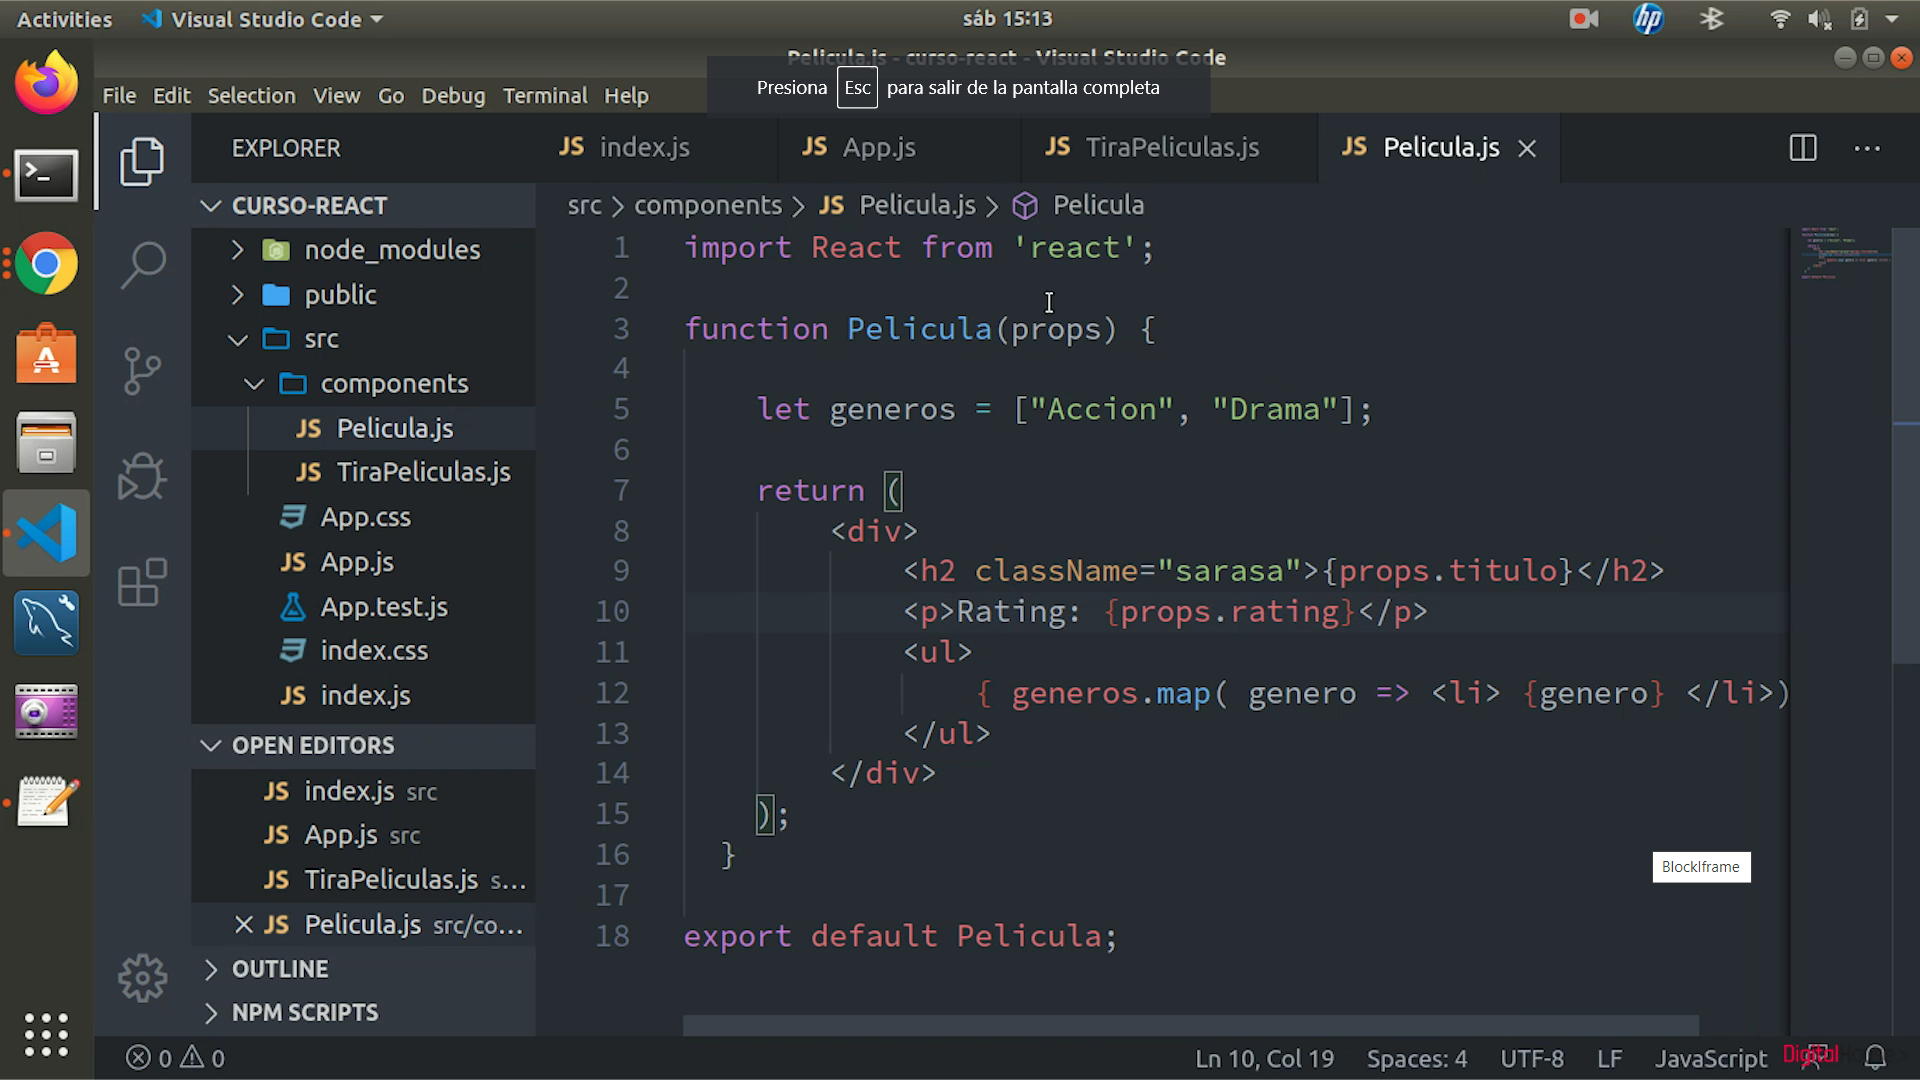 Activities
Visual Studio Code
sáb 15:13
Pelicula.js - curso-react - Visual Studio Code
Presiona Esc para salir de la pantalla completa
File Edit Selection View Go Debug Terminal Help
EXPLORER
JS index.js
JS App.js
JS TiraPeliculas.js
JS Pelicula.js
CURSO-REACT
node_modules
public
src
components
JS Pelicula.js
JS TiraPeliculas.js
App.css
JS App.js
App.test.js
index.css
JS index.js
OPEN EDITORS
JS index.js src
JS App.js src
JS TiraPeliculas.js s...
JS Pelicula.js src/co...
OUTLINE
NPM SCRIPTS
src > components > JS Pelicula.js > Pelicula
1 import React from 'react';
2
3 function Pelicula(props) {
4
5 let generos = ["Accion", "Drama"];
6
7 return (
8 <div>
9 <h2 className="sarasa">{props.titulo}</h2>
10 <p>Rating: {props.rating}</p>
11 <ul>
12 { generos.map( genero => <li> {genero} </li>)
13 </ul>
14 </div>
15 );
16 }
17
18 export default Pelicula;
BlockIframe
0 0
Ln 10, Col 19
Spaces: 4
UTF-8
LF
JavaScript
Digital
hp